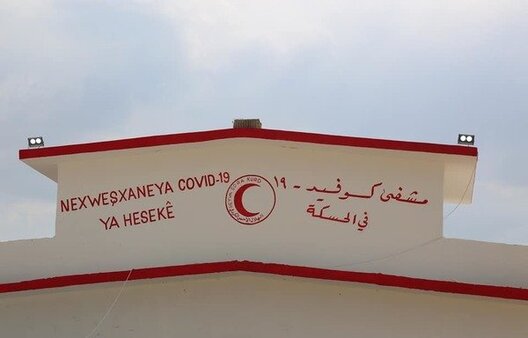 NEXWEŞXANEYA COVID-19
YA HESEKÊ
مشفى كوفيد - ١٩
في الحسكة